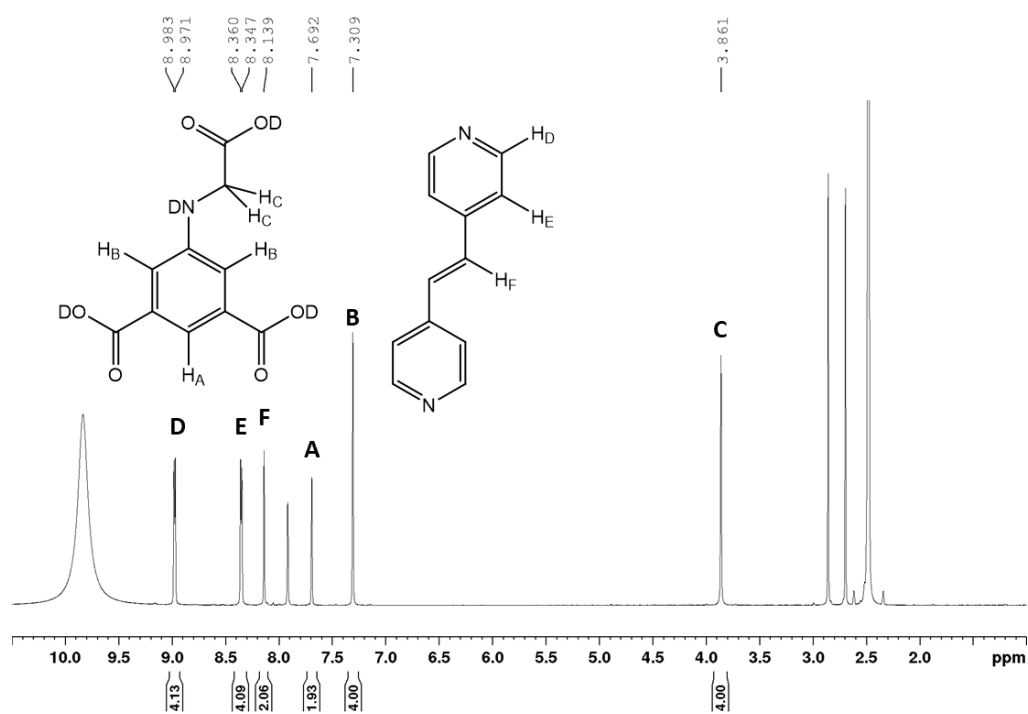 8.983
8.971
8.360
8.347
8.139
7.692
7.309
3.861
O
OD
DN
H_C
H_C
H_B
H_B
DO
OD
O
H_A
O
N
H_D
H_E
H_F
N
D
E
F
A
B
C
10.0 9.5 9.0 8.5 8.0 7.5 7.0 6.5 6.0 5.5 5.0 4.5 4.0 3.5 3.0 2.5 2.0 ppm
4.13
4.09
2.06
1.93
4.00
4.00